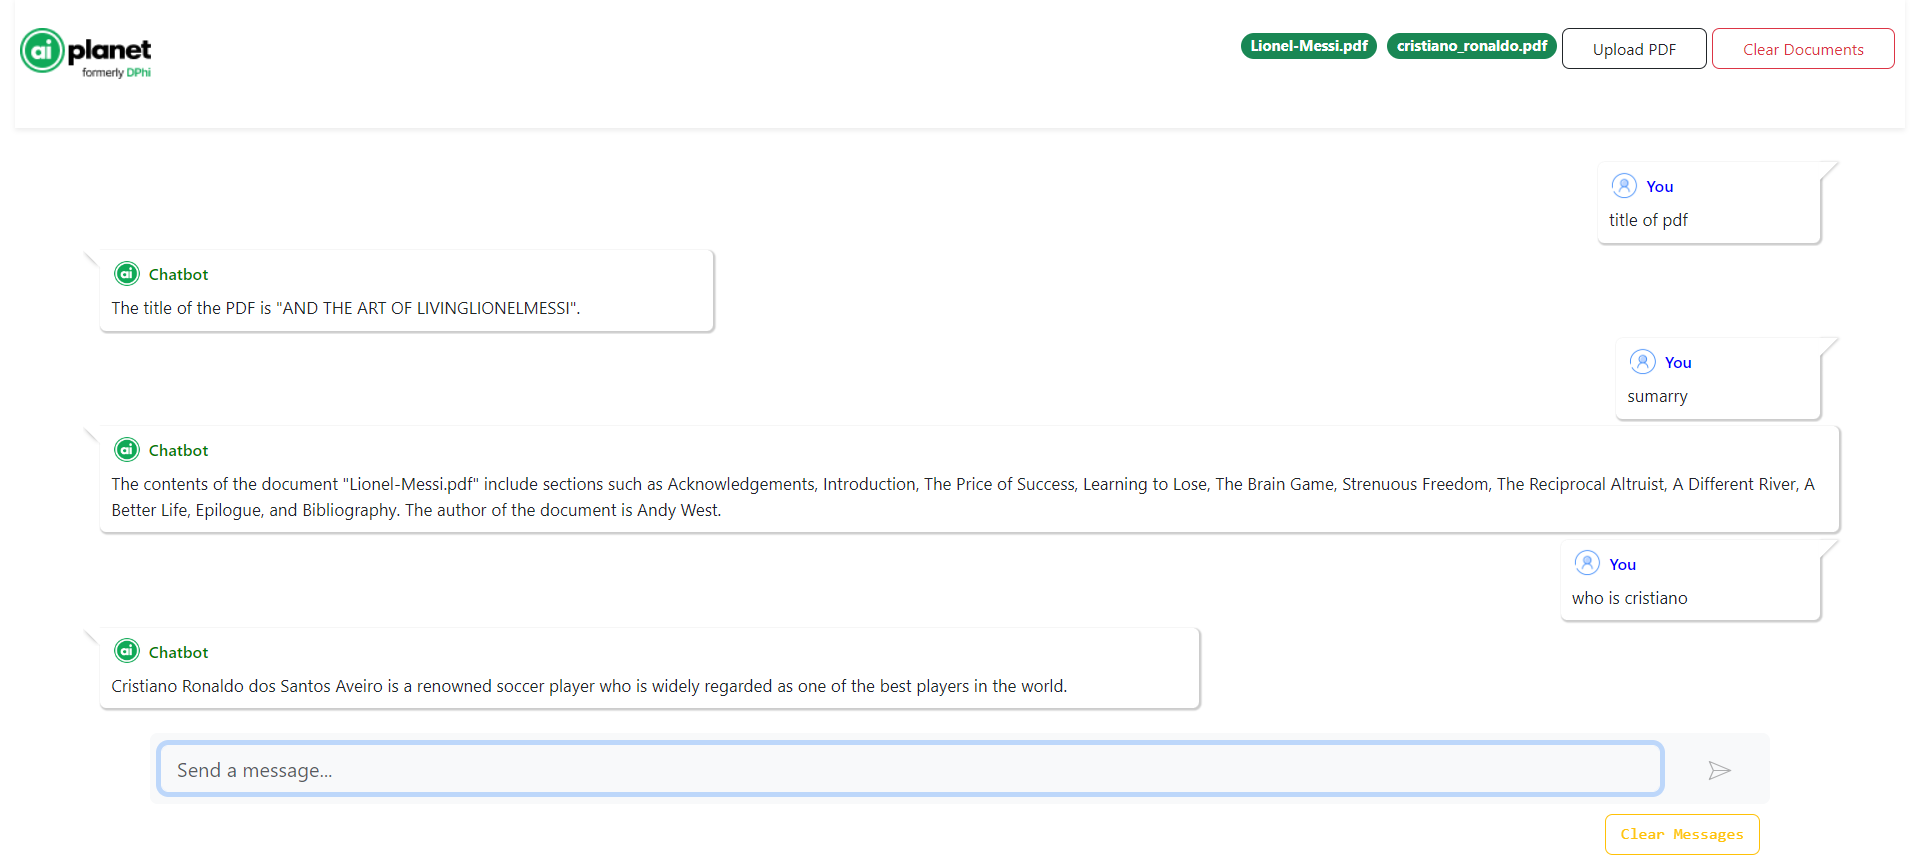 ai planet
formerly DPhi
Lionel-Messi.pdf cristiano_ronaldo.pdf Upload PDF Clear Documents
You
title of pdf
ai Chatbot
The title of the PDF is "AND THE ART OF LIVINGLIONELMESSI".
You
sumarry
ai Chatbot
The contents of the document "Lionel-Messi.pdf" include sections such as Acknowledgements, Introduction, The Price of Success, Learning to Lose, The Brain Game, Strenuous Freedom, The Reciprocal Altruist, A Different River, A
Better Life, Epilogue, and Bibliography. The author of the document is Andy West.
You
who is cristiano
ai Chatbot
Cristiano Ronaldo dos Santos Aveiro is a renowned soccer player who is widely regarded as one of the best players in the world.
Send a message...
Clear Messages